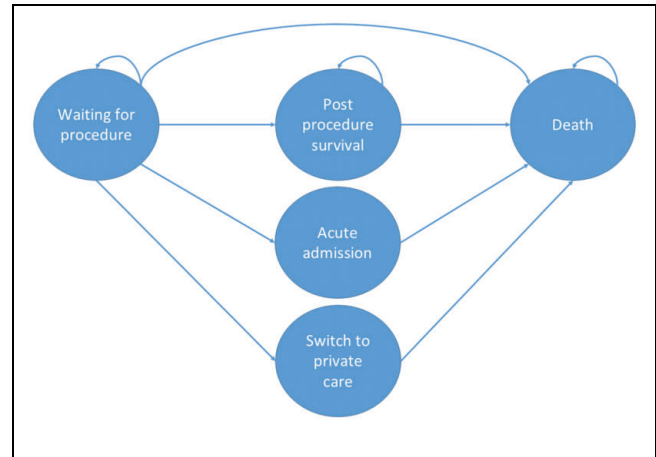 Waiting for
procedure
Post
procedure
survival
Death
Acute
admission
Switch to
private
care